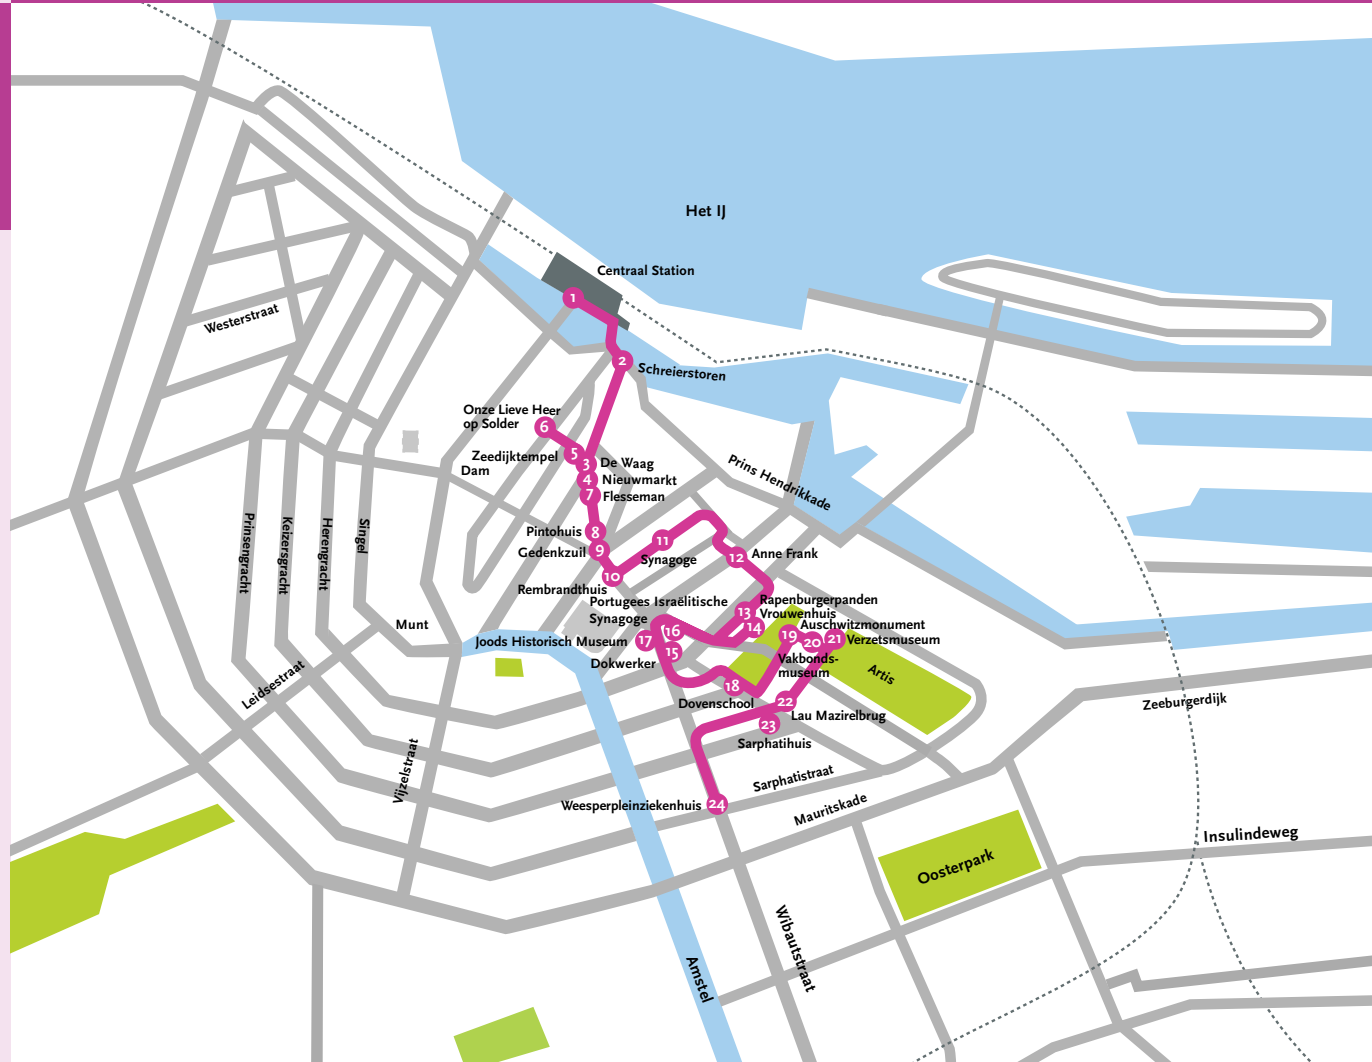 Het IJ
Centraal Station
1
Westerstraat
2
Schreierstoren
Onze Lieve Heer
op Solder
6
Zeedijktempel
5
3
De Waag
Dam
4
Nieuwmarkt
7
Flesseman
Prins Hendrikkade
Prinsengracht
Keizersgracht
Herengracht
Singel
Pintohuis
8
Gedenkzuil
9
11
Synagoge
12
Anne Frank
10
Rembrandthuis
Portugees Israëlitische
Synagoge
13
Rapenburgerpanden
Vrouwenhuis
14
Auschwitzmonument
Munt
Joods Historisch Museum
17
16
19
20
21
Verzetsmuseum
Dokwerker
15
Vakbonds-
museum
Artis
Leidsestraat
18
Dovenschool
22
Lau Mazirelbrug
Zeeburgerdijk
23
Sarphatihuis
Vijzelstraat
Sarphatistraat
Weesperpleinziekenhuis
24
Mauritskade
Insulindeweg
Oosterpark
Amstel
Wibautstraat